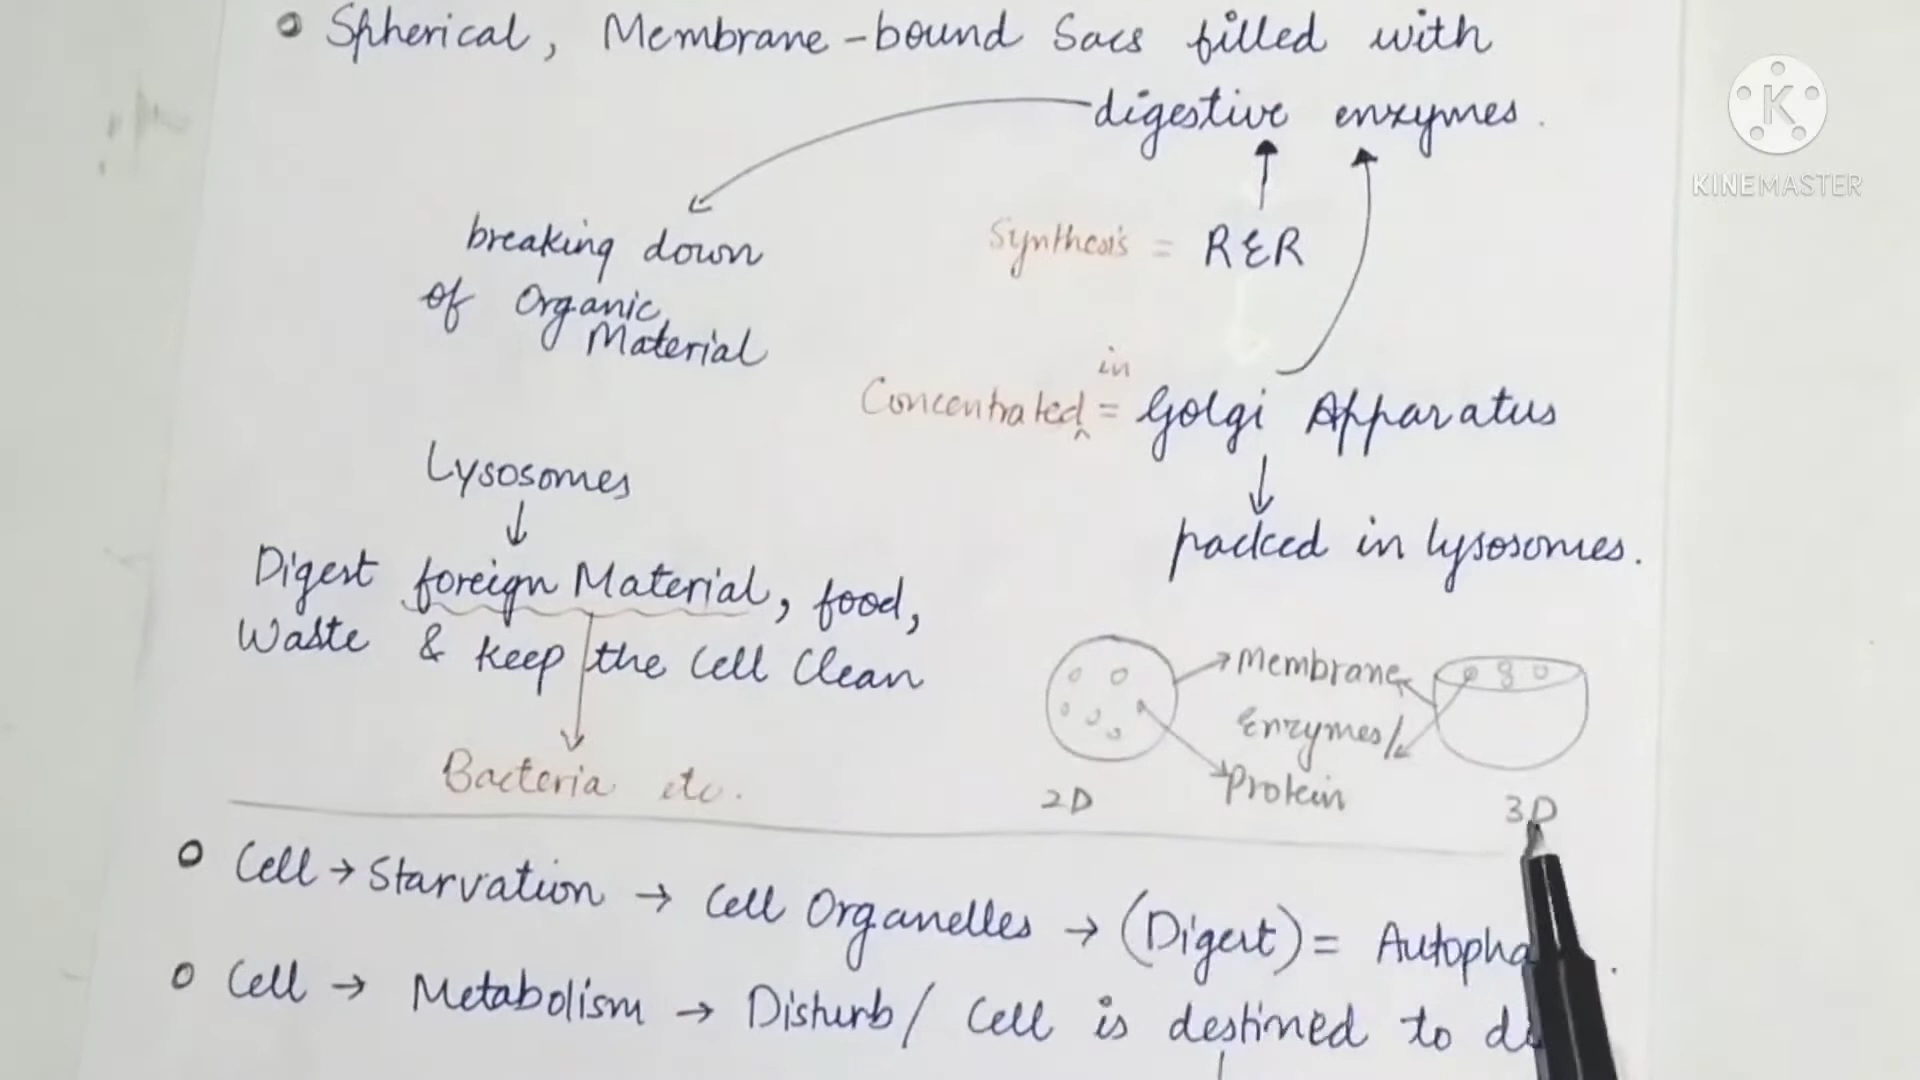 Spherical, Membrane-bound Sacs filled with
digestive enzymes.
breaking down
of Organic
Material
Synthesis = RER
in
Concentrated = Golgi Apparatus
packed in lysosomes.
Lysosomes
Digest foreign Material, food,
Waste & keep the Cell Clean
Bacteria etc.
Membrane
Enzymes/
Protein
2D
3D
Cell → Starvation → Cell Organelles → (Digest) =
Cell → Metabolism → Disturb/ Cell is destined to
K
KINEMASTER